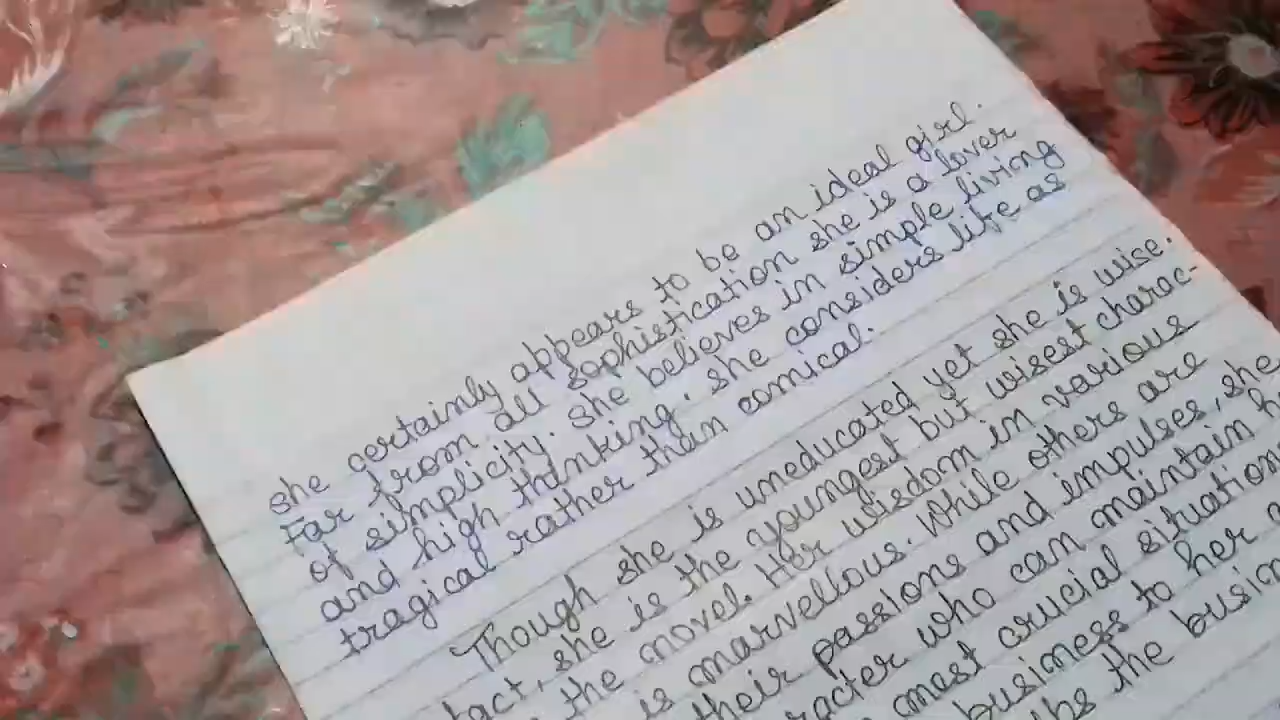 she certainly appears to be an ideal girl.
Far from all sophistication she is a lover
of simplicity. She believes in simple living
and high thinking. she considers life as
tragical rather than comical.
Though she is uneducated yet she is wise.
act, she is the youngest but wisest charac-
the novel. Her wisdom in various
is marvellous. While others are
their passions and impulses, she
racter who can maintain
most crucial situation
business to her
the